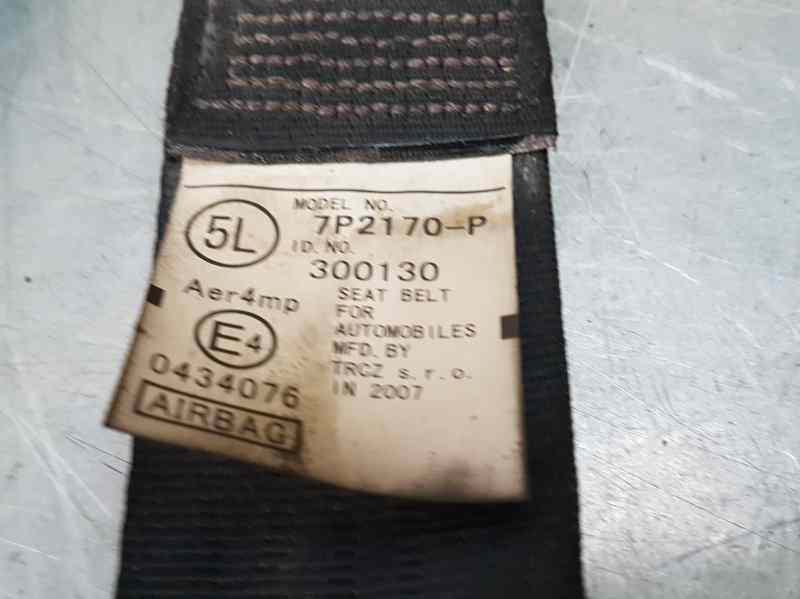 MODEL NO.
7P2170-P
5L
ID. NO.
300130
Aer4mp
E4
0434076
AIRBAG
SEAT BELT
FOR
AUTOMOBILES
MFD. BY
TRCZ s.r.o.
IN 2007